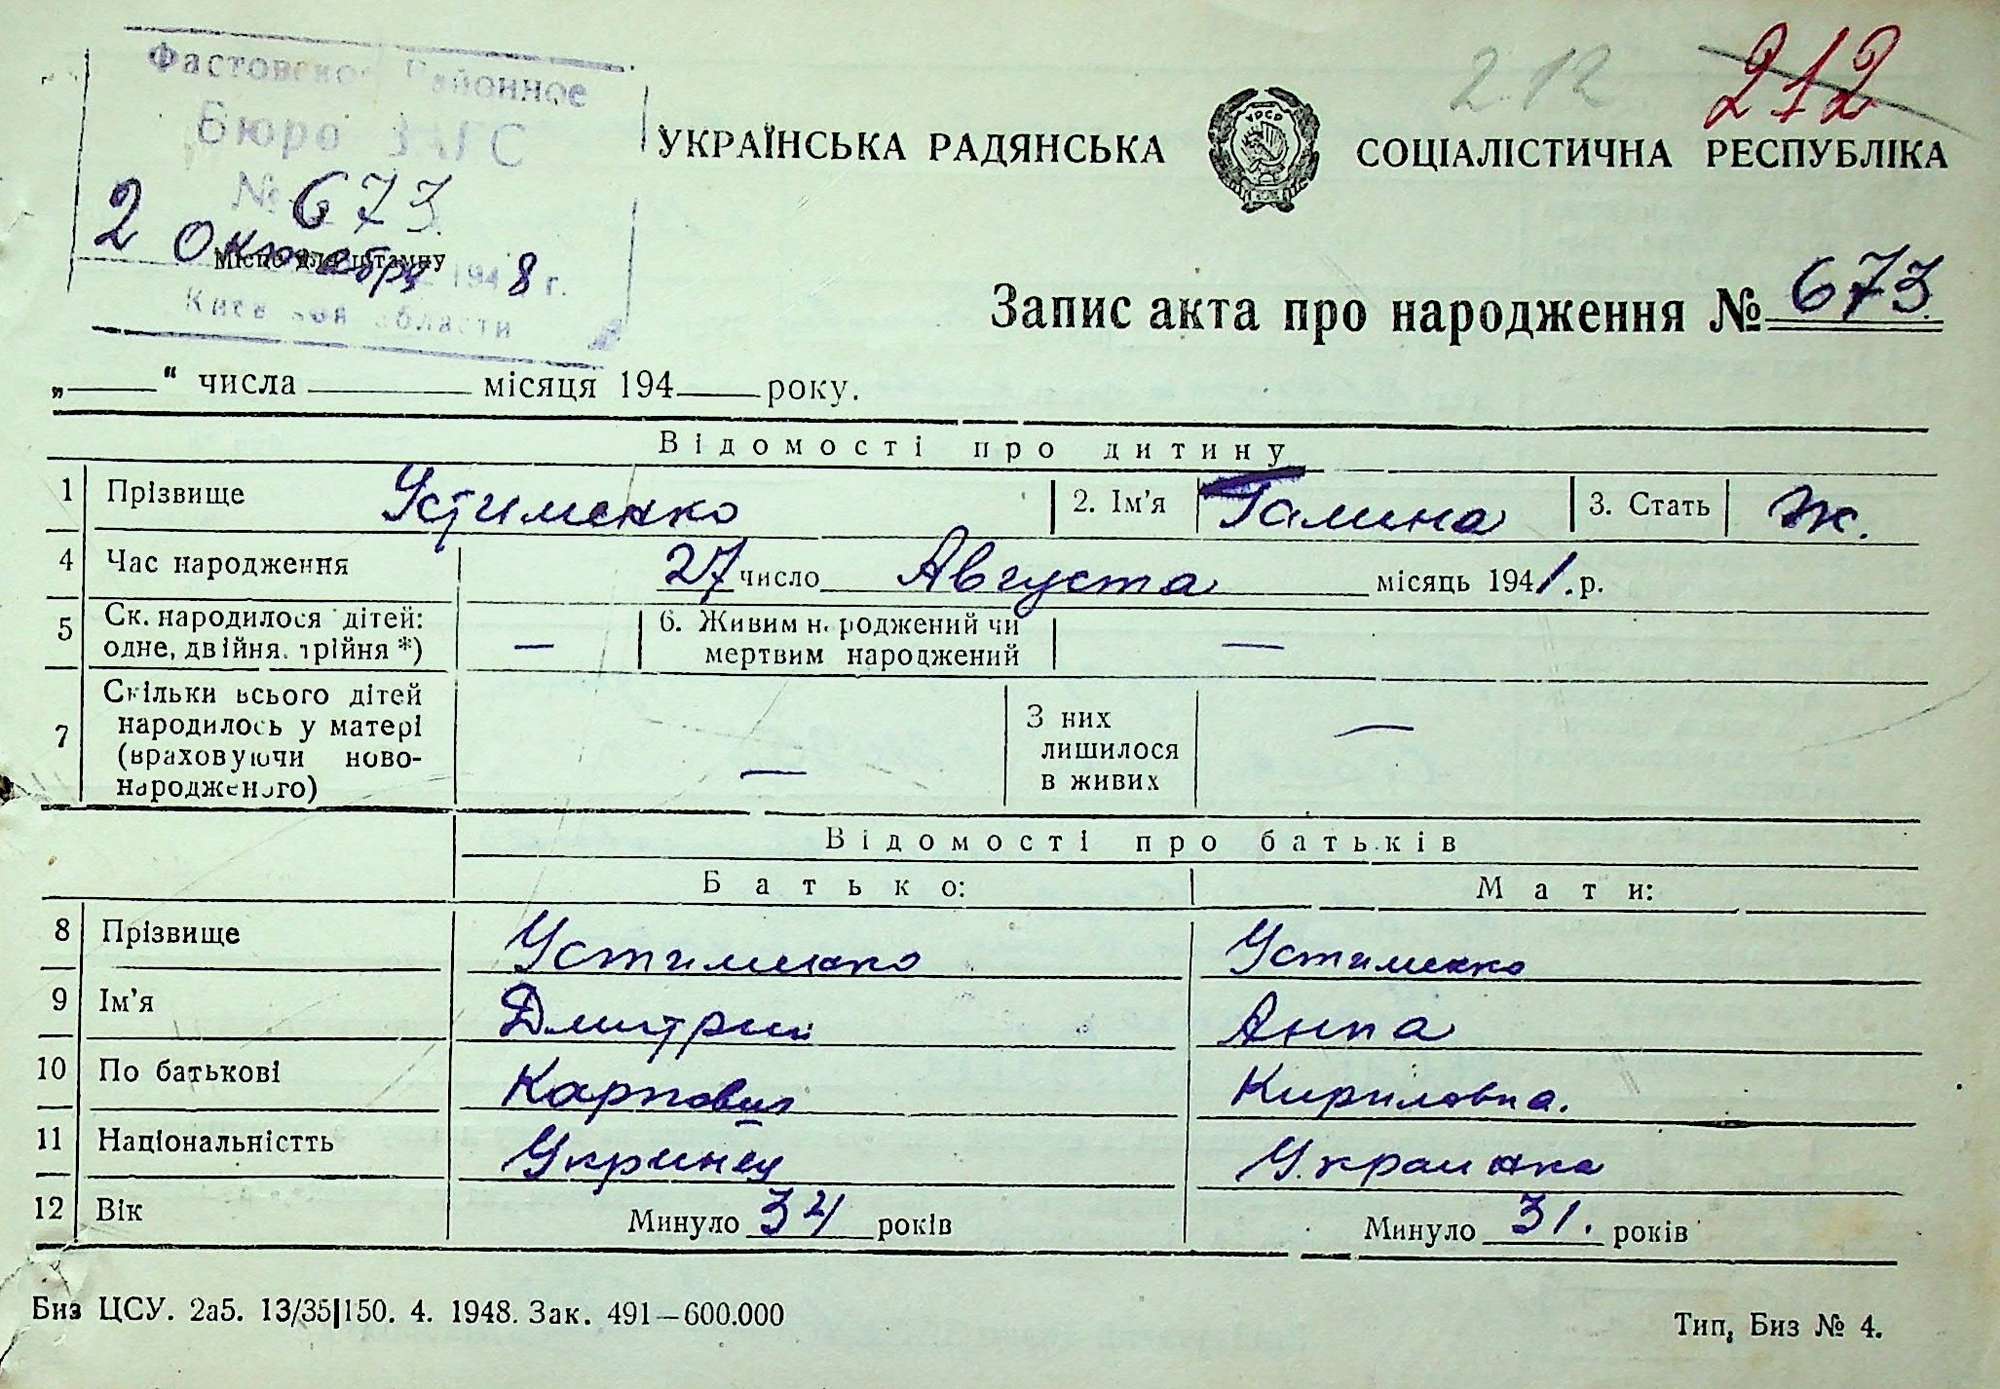 212 212
Фастовское Районное
Бюро ЗАГС
УКРАЇНСЬКА РАДЯНСЬКА СОЦІАЛІСТИЧНА РЕСПУБЛІКА
УРСР
№ 673.
2 Октября 1948 г.
Місце для штампу
Киевской области
Запис акта про народження № 673.
„ “ числа місяця 194 року.
Відомості про дитину
1 Прізвище Устименко 2. Ім'я Галина 3. Стать Ж.
4 Час народження 27 число Августа місяць 1941. р.
5 Ск. народилося дітей: — 6. Живим народжений чи —
одне, двійня, трійня *) мертвим народжений
7 Скільки всього дітей
народилось у матері З них —
(враховуючи ново- — лишилося
народженого) в живих
Відомості про батьків
Батько: Мати:
8 Прізвище Устименко Устименко
9 Ім'я Дмитрий Анна
10 По батькові Карпович Кириловна.
11 Національністть Укринец Украинка
12 Вік Минуло 34 років Минуло 31. років
Биз ЦСУ. 2а5. 13/35|150. 4. 1948. Зак. 491—600.000 Тип, Биз № 4.